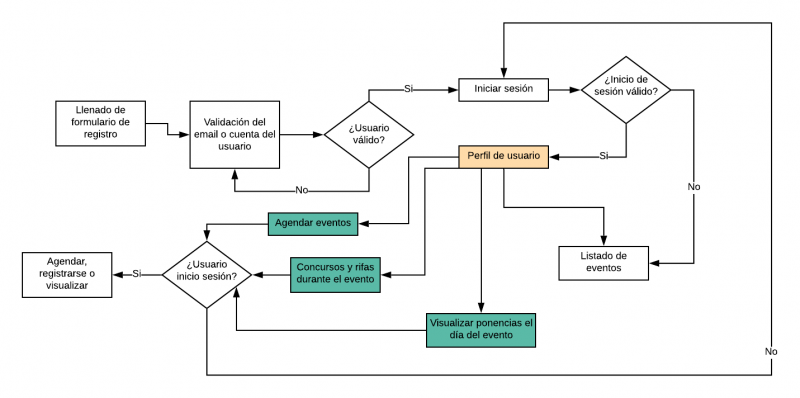 Llenado de
formulario de
registro
Validación del
email o cuenta del
usuario
¿Usuario
válido?
Si
No
Iniciar sesión
¿Inicio de
sesión válido?
Si
No
Perfil de usuario
Listado de
eventos
Agendar eventos
Concursos y rifas
durante el evento
Visualizar ponencias el
día del evento
¿Usuario
inicio sesión?
Si
Agendar,
registrarse o
visualizar
No